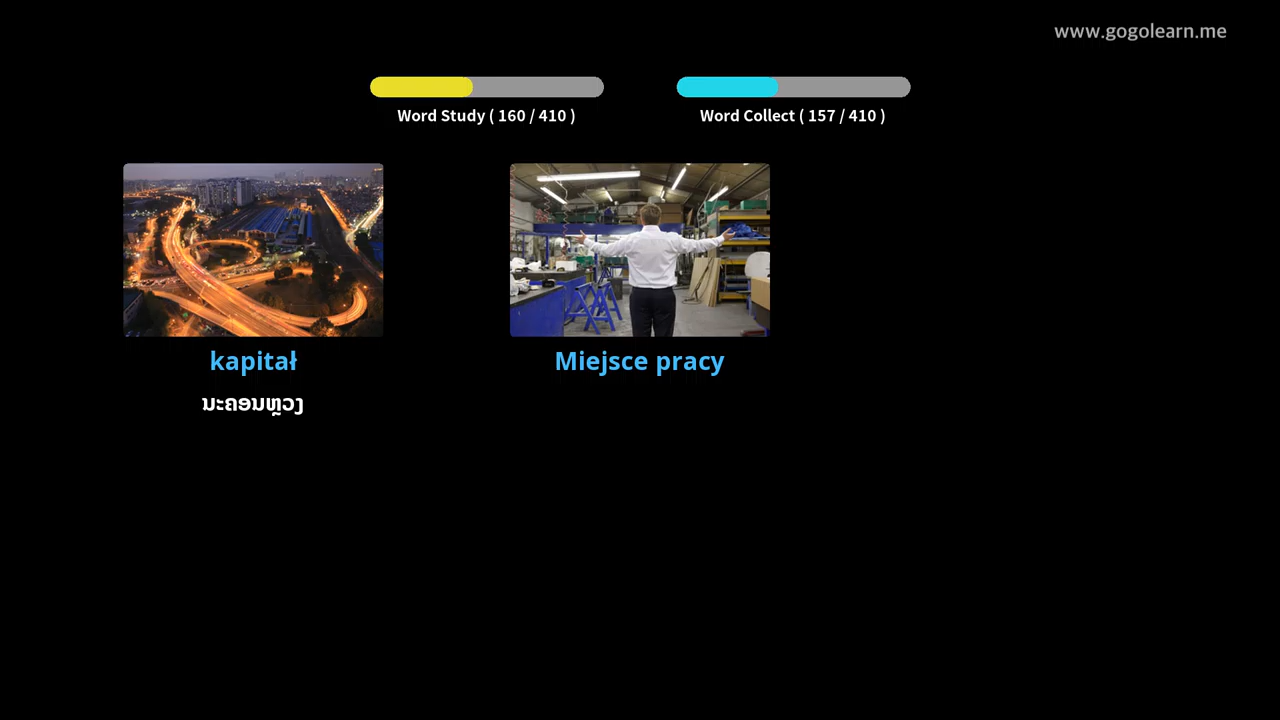 www.gogolearn.me
Word Study ( 160 / 410 )
Word Collect ( 157 / 410 )
kapitał
Miejsce pracy
ນະຄອນຫຼວງ